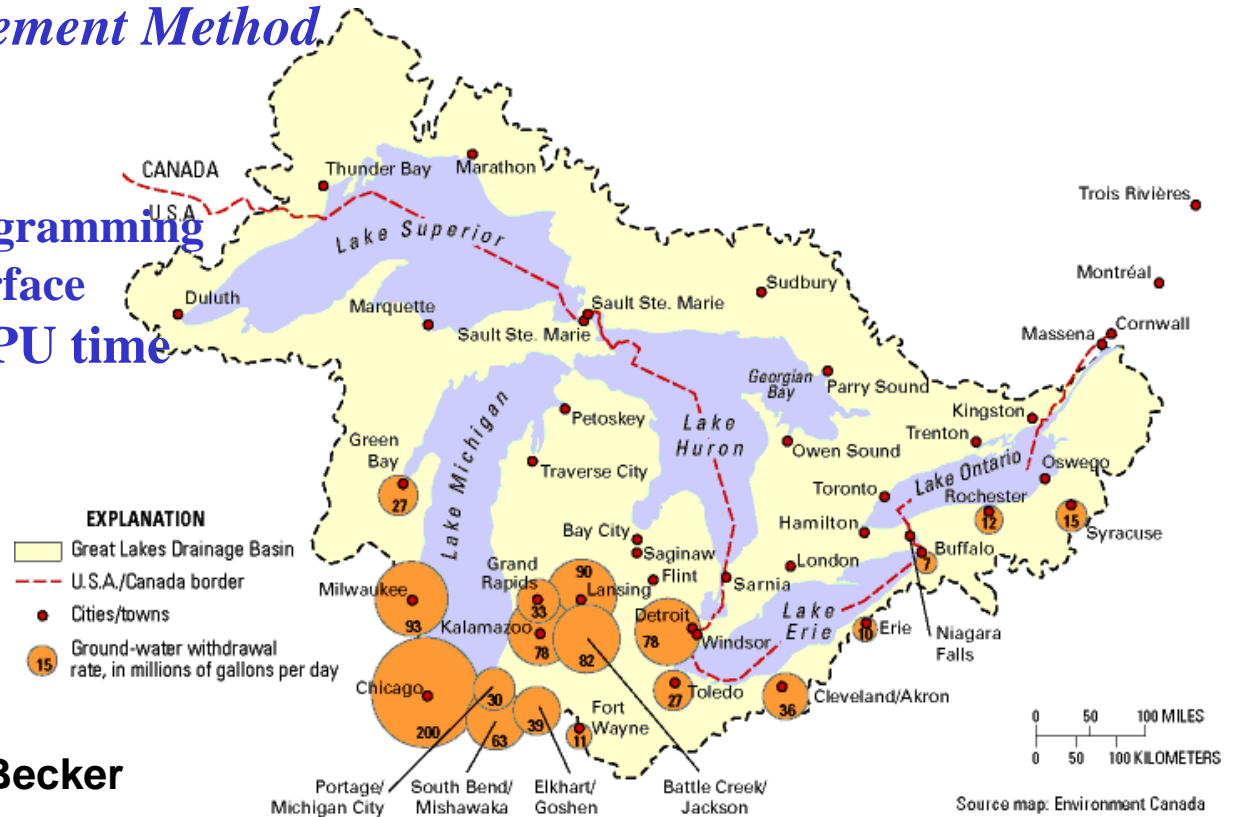 ement Method
gramming
rface
PU time
Becker
CANADA
U.S.A
Thunder Bay
Marathon
Lake Superior
Duluth
Marquette
Sault Ste. Marie
Sault Ste. Marie
Sudbury
Trois Rivières
Montréal
Massena
Cornwall
Georgian
Bay
Parry Sound
Petoskey
Lake
Huron
Kingston
Trenton
Owen Sound
Green
Bay
27
Lake Michigan
Traverse City
Toronto
Lake Ontario
Oswego
Rochester
12
15
Syracuse
Hamilton
Bay City
Saginaw
Flint
London
Buffalo
7
Sarnia
Milwaukee
93
Grand
Rapids
33
90
Lansing
Kalamazoo
78
82
Detroit
78
Windsor
Lake
Erie
10
Erie
Niagara
Falls
Chicago
200
30
63
39
Fort
Wayne
11
27
Toledo
36
Cleveland/Akron
Portage/
Michigan City
South Bend/
Mishawaka
Elkhart/
Goshen
Battle Creek/
Jackson
EXPLANATION
Great Lakes Drainage Basin
U.S.A./Canada border
Cities/towns
15
Ground-water withdrawal
rate, in millions of gallons per day
0 50 100 MILES
0 50 100 KILOMETERS
Source map: Environment Canada